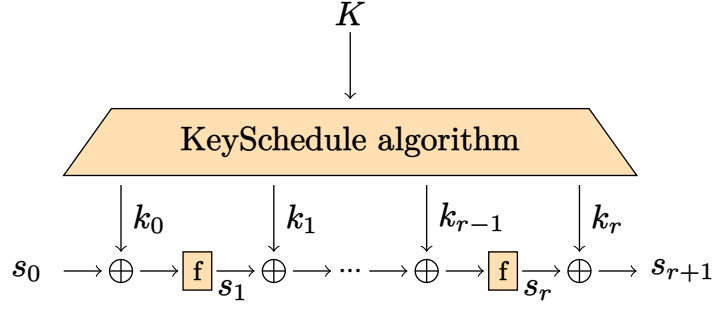 K
KeySchedule algorithm
k₀ k₁ kᵣ₋₁ kᵣ
s₀ f s₁ ... f sᵣ sᵣ₊₁